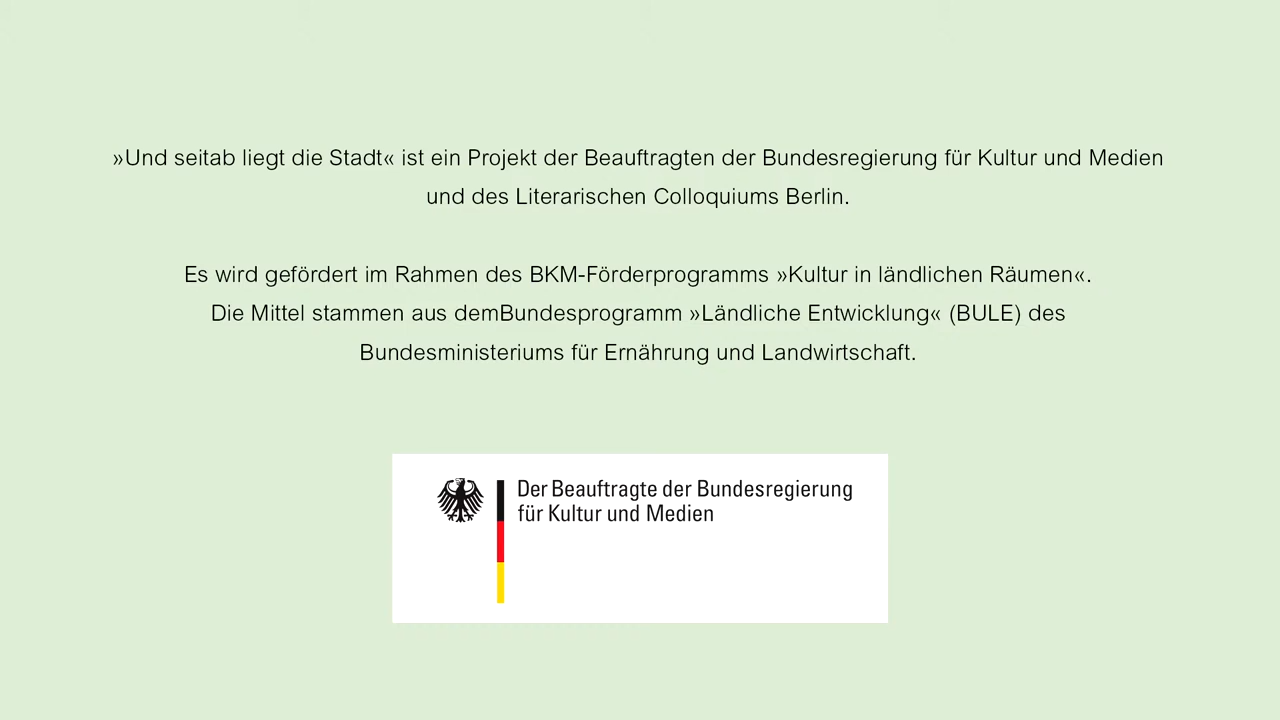 »Und seitab liegt die Stadt« ist ein Projekt der Beauftragten der Bundesregierung für Kultur und Medien
und des Literarischen Colloquiums Berlin.
Es wird gefördert im Rahmen des BKM-Förderprogramms »Kultur in ländlichen Räumen«.
Die Mittel stammen aus demBundesprogramm »Ländliche Entwicklung« (BULE) des
Bundesministeriums für Ernährung und Landwirtschaft.
Der Beauftragte der Bundesregierung
für Kultur und Medien